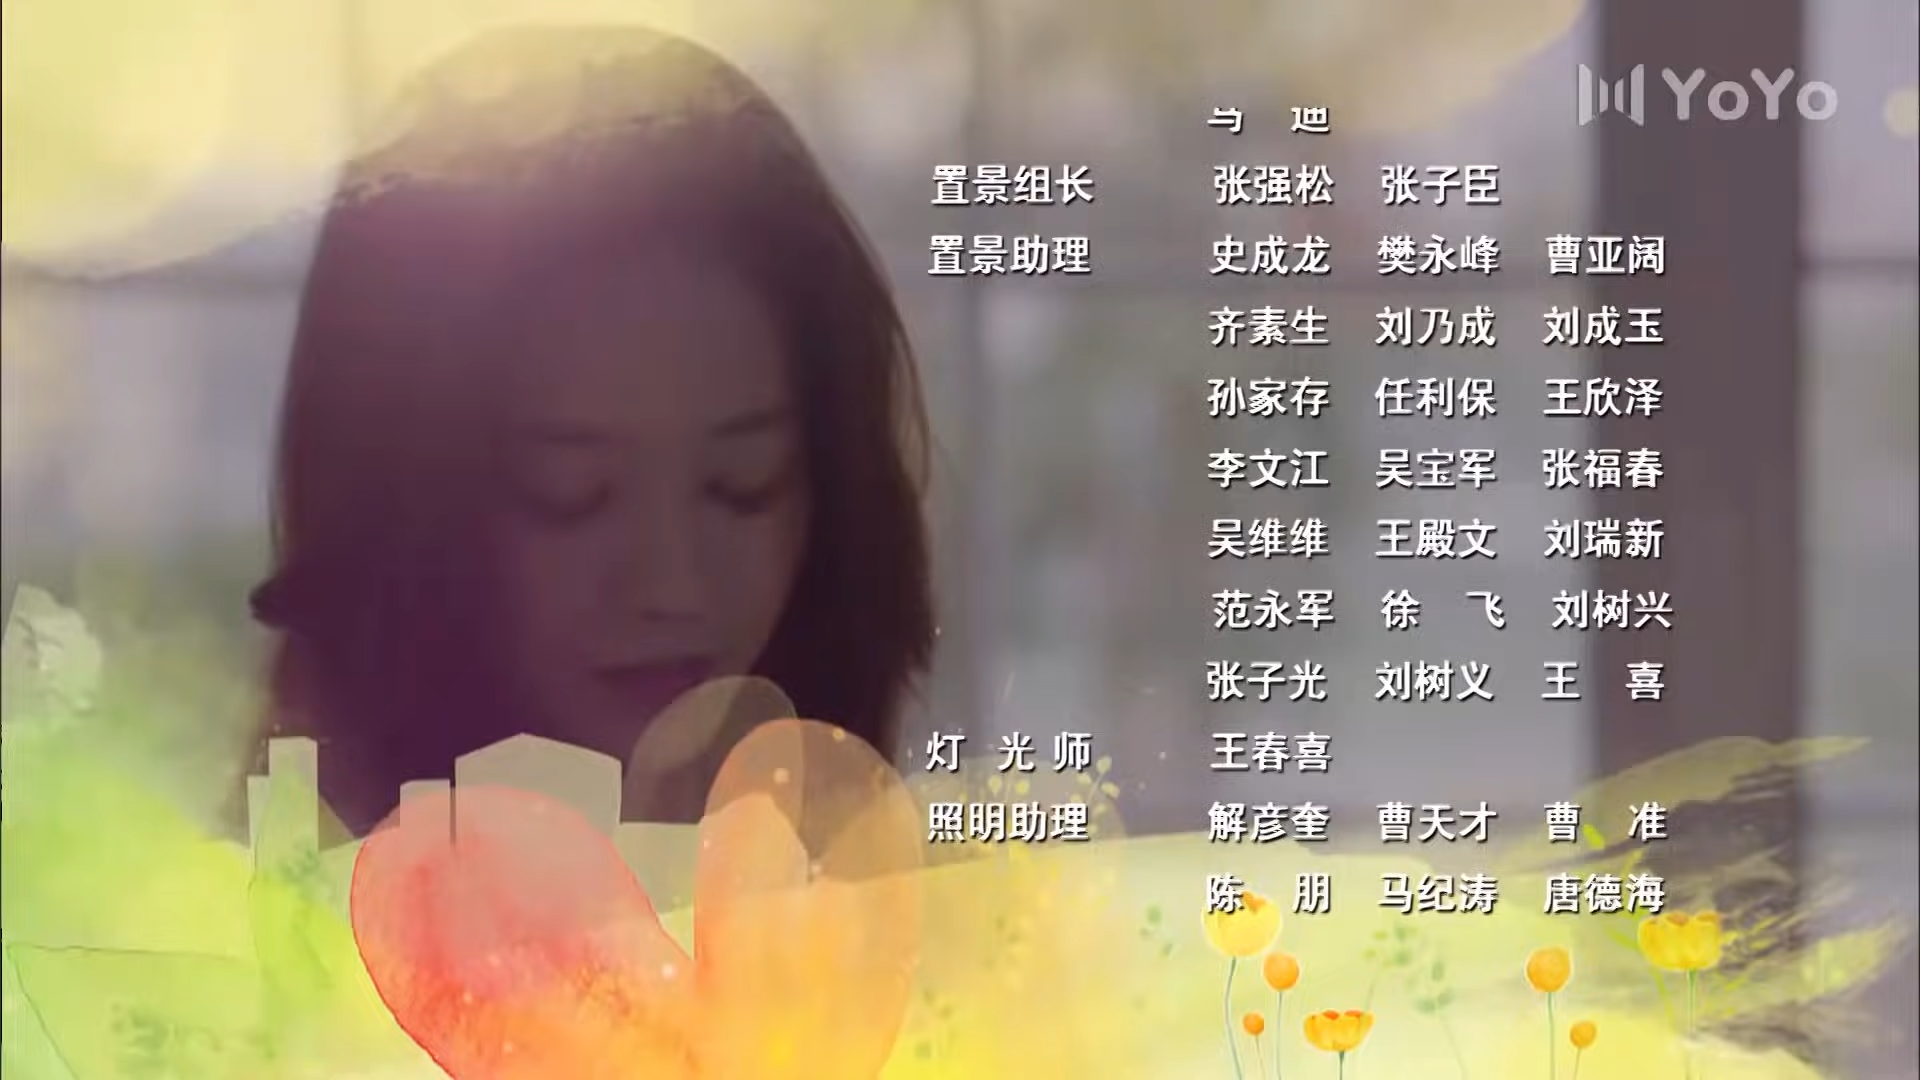 YoYo
置景组长 张强松 张子臣
置景助理 史成龙 樊永峰 曹亚阔
齐素生 刘乃成 刘成玉
孙家存 任利保 王欣泽
李文江 吴宝军 张福春
吴维维 王殿文 刘瑞新
范永军 徐 飞 刘树兴
张子光 刘树义 王 喜
灯 光 师 王春喜
照明助理 解彦奎 曹天才 曹 准
陈 朋 马纪涛 唐德海